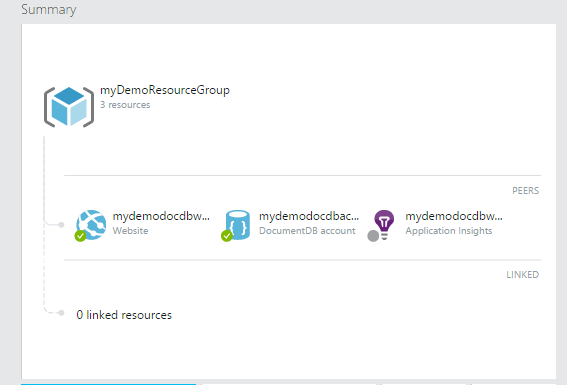 Summary
myDemoResourceGroup
3 resources
PEERS
mydemodocdbw... mydemodocdbac... mydemodocdbw...
Website DocumentDB account Application Insights
LINKED
0 linked resources